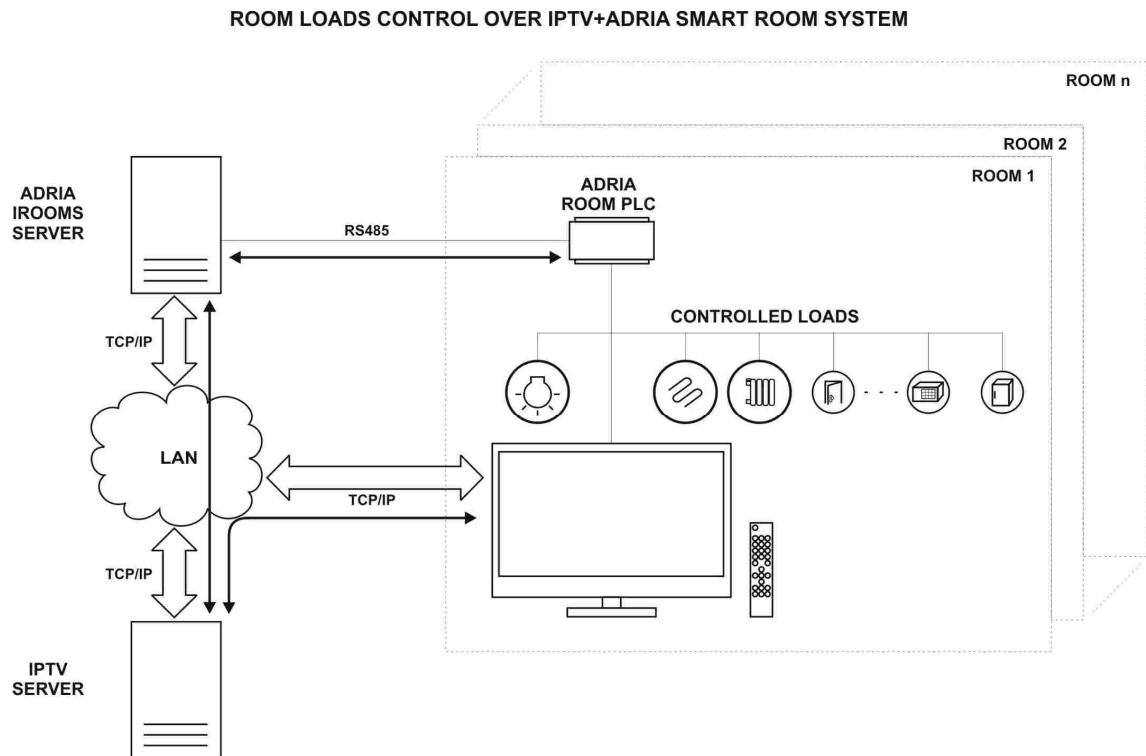 ROOM LOADS CONTROL OVER IPTV+ADRIA SMART ROOM SYSTEM
ROOM n
ROOM 2
ROOM 1
ADRIA
IROOMS
SERVER
RS485
ADRIA
ROOM PLC
TCP/IP
CONTROLLED LOADS
LAN
TCP/IP
TCP/IP
IPTV
SERVER